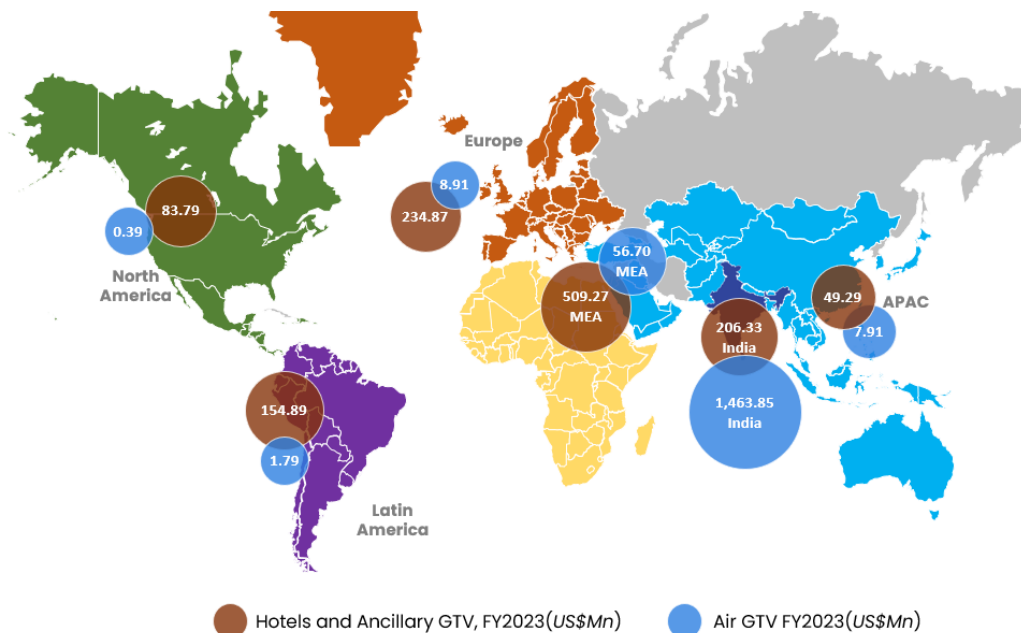 Europe
8.91
234.87
83.79
0.39
North
America
56.70
MEA
509.27
MEA
49.29
APAC
7.91
206.33
India
1,463.85
India
154.89
1.79
Latin
America
Hotels and Ancillary GTV, FY2023(US$Mn)
Air GTV FY2023(US$Mn)